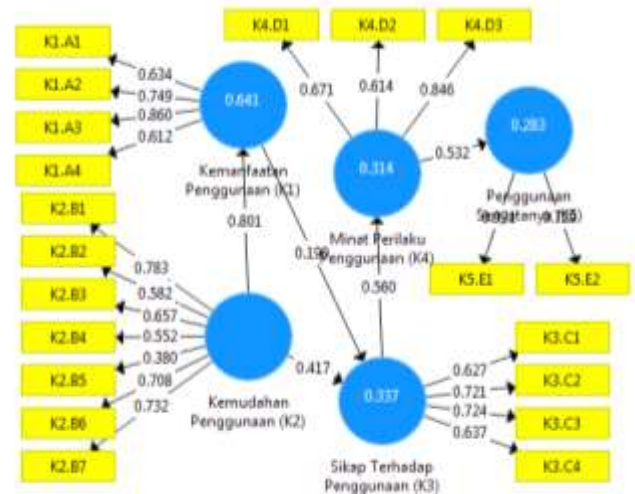 K1.A1
K1.A2
K1.A3
K1.A4
0.634
0.749
0.860
0.612
0.641
Kemanfaatan
Penggunaan (K1)
K4.D1
K4.D2
K4.D3
0.671
0.614
0.846
0.314
Minat Perilaku
Penggunaan (K4)
0.532
0.283
Penggunaan
K5.E1
K5.E2
0.801
0.560
K2.B1
K2.B2
K2.B3
K2.B4
K2.B5
K2.B6
K2.B7
0.783
0.582
0.657
0.552
0.380
0.708
0.732
Kemudahan
Penggunaan (K2)
0.417
0.337
Sikap Terhadap
Penggunaan (K3)
0.627
0.721
0.724
0.637
K3.C1
K3.C2
K3.C3
K3.C4